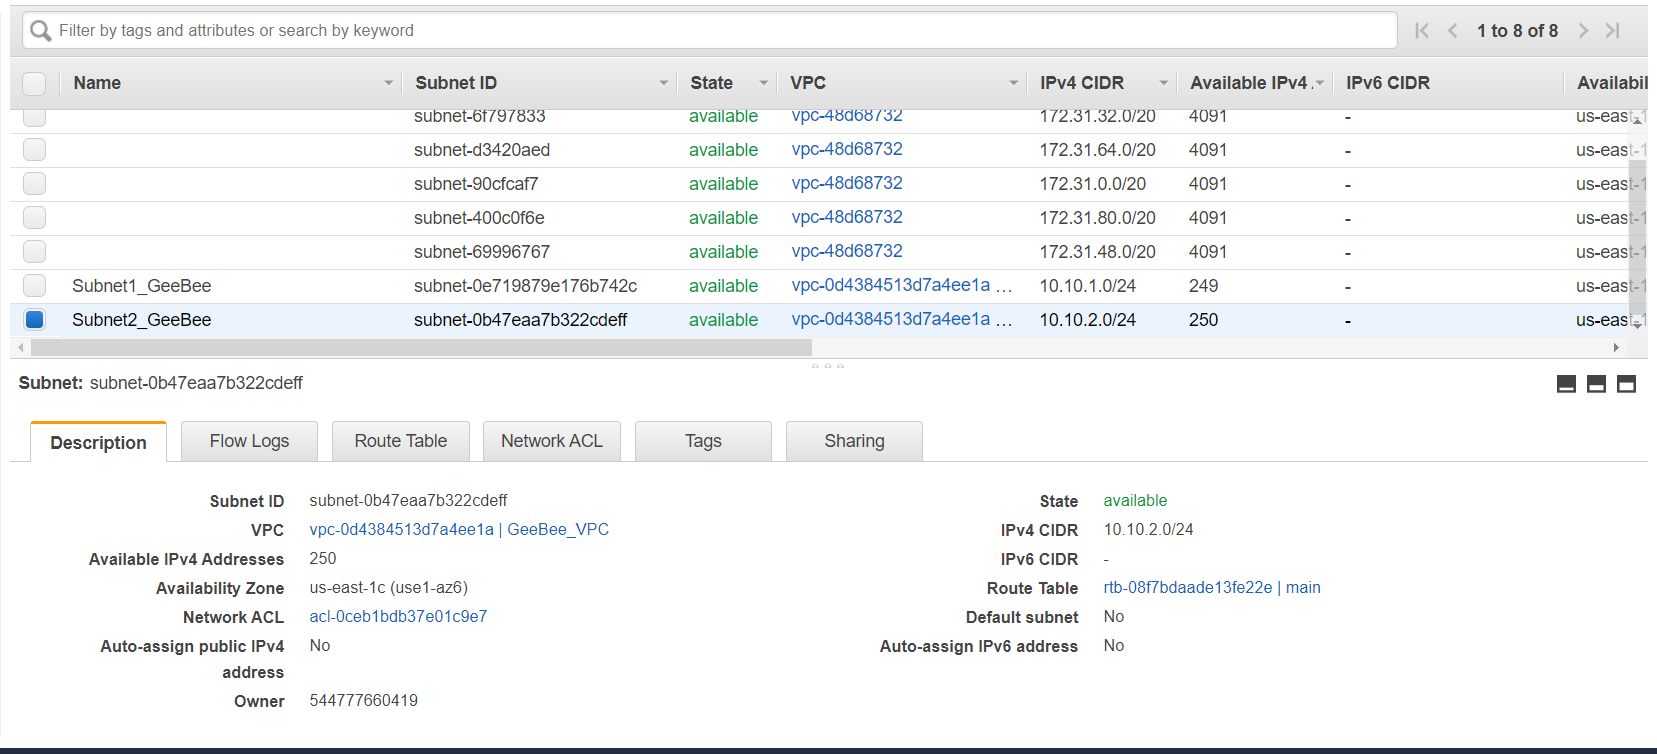 Filter by tags and attributes or search by keyword
1 to 8 of 8
Name Subnet ID State VPC IPv4 CIDR Available IPv4 IPv6 CIDR Availabil
subnet-6f797833 available vpc-48d68732 172.31.32.0/20 4091 - us-east-1
subnet-d3420aed available vpc-48d68732 172.31.64.0/20 4091 - us-east-1
subnet-90cfcaf7 available vpc-48d68732 172.31.0.0/20 4091 - us-east-1
subnet-400c0f6e available vpc-48d68732 172.31.80.0/20 4091 - us-east-1
subnet-69996767 available vpc-48d68732 172.31.48.0/20 4091 - us-east-1
Subnet1_GeeBee subnet-0e719879e176b742c available vpc-0d4384513d7a4ee1a ... 10.10.1.0/24 249 - us-east-1
Subnet2_GeeBee subnet-0b47eaa7b322cdeff available vpc-0d4384513d7a4ee1a ... 10.10.2.0/24 250 - us-east-1
Subnet: subnet-0b47eaa7b322cdeff
Description Flow Logs Route Table Network ACL Tags Sharing
Subnet ID subnet-0b47eaa7b322cdeff State available
VPC vpc-0d4384513d7a4ee1a | GeeBee_VPC IPv4 CIDR 10.10.2.0/24
Available IPv4 Addresses 250 IPv6 CIDR -
Availability Zone us-east-1c (use1-az6) Route Table rtb-08f7bdaade13fe22e | main
Network ACL acl-0ceb1bdb37e01c9e7 Default subnet No
Auto-assign public IPv4 No Auto-assign IPv6 address No
address
Owner 544777660419